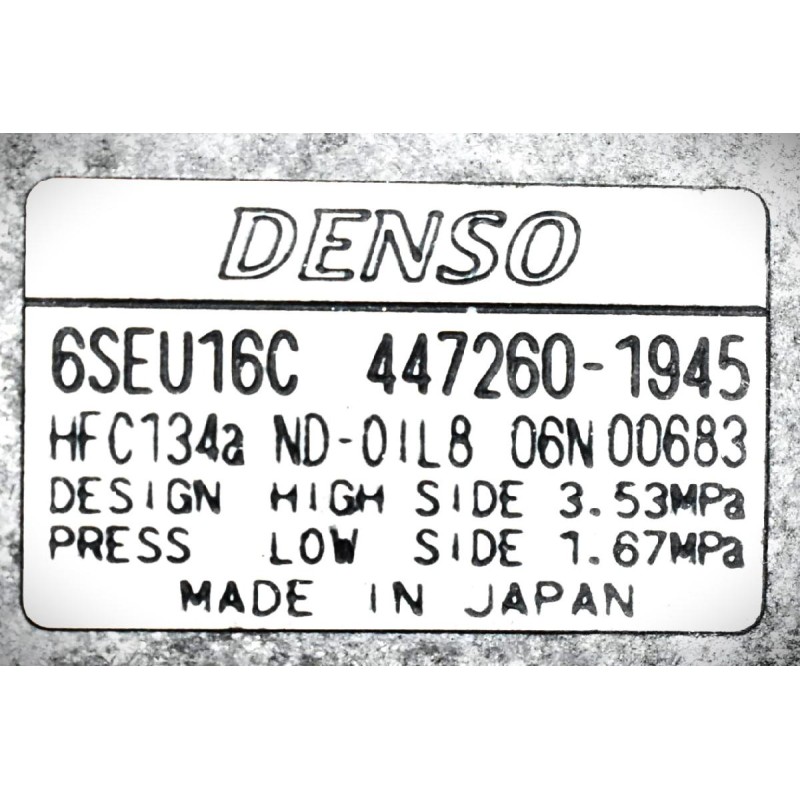 DENSO
6SEU16C 447260-1945
HFC134a ND-OIL8 06N00683
DESIGN HIGH SIDE 3.53MPa
PRESS LOW SIDE 1.67MPa
MADE IN JAPAN